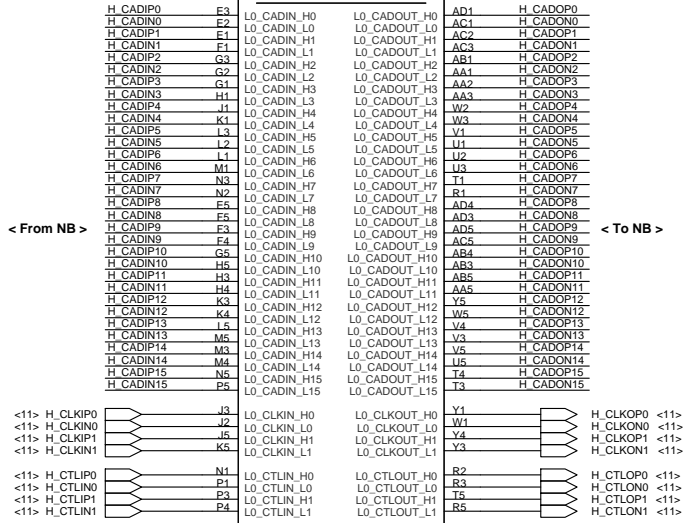 H_CADIP0 E3 L0_CADIN_H0 L0_CADOUT_H0 AD1 H_CADOP0
H_CADIN0 E2 L0_CADIN_L0 L0_CADOUT_L0 AC1 H_CADON0
H_CADIP1 E1 L0_CADIN_H1 L0_CADOUT_H1 AC2 H_CADOP1
H_CADIN1 F1 L0_CADIN_L1 L0_CADOUT_L1 AC3 H_CADON1
H_CADIP2 G3 L0_CADIN_H2 L0_CADOUT_H2 AB1 H_CADOP2
H_CADIN2 G2 L0_CADIN_L2 L0_CADOUT_L2 AA1 H_CADON2
H_CADIP3 G1 L0_CADIN_H3 L0_CADOUT_H3 AA2 H_CADOP3
H_CADIN3 H1 L0_CADIN_L3 L0_CADOUT_L3 AA3 H_CADON3
H_CADIP4 J1 L0_CADIN_H4 L0_CADOUT_H4 W2 H_CADOP4
H_CADIN4 K1 L0_CADIN_L4 L0_CADOUT_L4 W3 H_CADON4
H_CADIP5 L3 L0_CADIN_H5 L0_CADOUT_H5 V1 H_CADOP5
H_CADIN5 L2 L0_CADIN_L5 L0_CADOUT_L5 U1 H_CADON5
H_CADIP6 L1 L0_CADIN_H6 L0_CADOUT_H6 U2 H_CADOP6
H_CADIN6 M1 L0_CADIN_L6 L0_CADOUT_L6 U3 H_CADON6
H_CADIP7 N3 L0_CADIN_H7 L0_CADOUT_H7 T1 H_CADOP7
H_CADIN7 N2 L0_CADIN_L7 L0_CADOUT_L7 R1 H_CADON7
H_CADIP8 E5 L0_CADIN_H8 L0_CADOUT_H8 AD4 H_CADOP8
H_CADIN8 F5 L0_CADIN_L8 L0_CADOUT_L8 AD3 H_CADON8
< From NB > H_CADIP9 F3 L0_CADIN_H9 L0_CADOUT_H9 AD5 H_CADOP9 < To NB >
H_CADIN9 F4 L0_CADIN_L9 L0_CADOUT_L9 AC5 H_CADON9
H_CADIP10 G5 L0_CADIN_H10 L0_CADOUT_H10 AB4 H_CADOP10
H_CADIN10 H5 L0_CADIN_L10 L0_CADOUT_L10 AB3 H_CADON10
H_CADIP11 H3 L0_CADIN_H11 L0_CADOUT_H11 AB5 H_CADOP11
H_CADIN11 H4 L0_CADIN_L11 L0_CADOUT_L11 AA5 H_CADON11
H_CADIP12 K3 L0_CADIN_H12 L0_CADOUT_H12 Y5 H_CADOP12
H_CADIN12 K4 L0_CADIN_L12 L0_CADOUT_L12 W5 H_CADON12
H_CADIP13 L5 L0_CADIN_H13 L0_CADOUT_H13 V4 H_CADOP13
H_CADIN13 M5 L0_CADIN_L13 L0_CADOUT_L13 V3 H_CADON13
H_CADIP14 M3 L0_CADIN_H14 L0_CADOUT_H14 V5 H_CADOP14
H_CADIN14 M4 L0_CADIN_L14 L0_CADOUT_L14 U5 H_CADON14
H_CADIP15 N5 L0_CADIN_H15 L0_CADOUT_H15 T4 H_CADOP15
H_CADIN15 P5 L0_CADIN_L15 L0_CADOUT_L15 T3 H_CADON15
<11> H_CLKIP0 J3 L0_CLKIN_H0 L0_CLKOUT_H0 Y1 H_CLKOP0 <11>
<11> H_CLKIN0 J2 L0_CLKIN_L0 L0_CLKOUT_L0 W1 H_CLKON0 <11>
<11> H_CLKIP1 J5 L0_CLKIN_H1 L0_CLKOUT_H1 Y4 H_CLKOP1 <11>
<11> H_CLKIN1 K5 L0_CLKIN_L1 L0_CLKOUT_L1 Y3 H_CLKON1 <11>
<11> H_CTLIP0 N1 L0_CTLIN_H0 L0_CTLOUT_H0 R2 H_CTLOP0 <11>
<11> H_CTLIN0 P1 L0_CTLIN_L0 L0_CTLOUT_L0 R3 H_CTLON0 <11>
<11> H_CTLIP1 P3 L0_CTLIN_H1 L0_CTLOUT_H1 T5 H_CTLOP1 <11>
<11> H_CTLIN1 P4 L0_CTLIN_L1 L0_CTLOUT_L1 R5 H_CTLON1 <11>